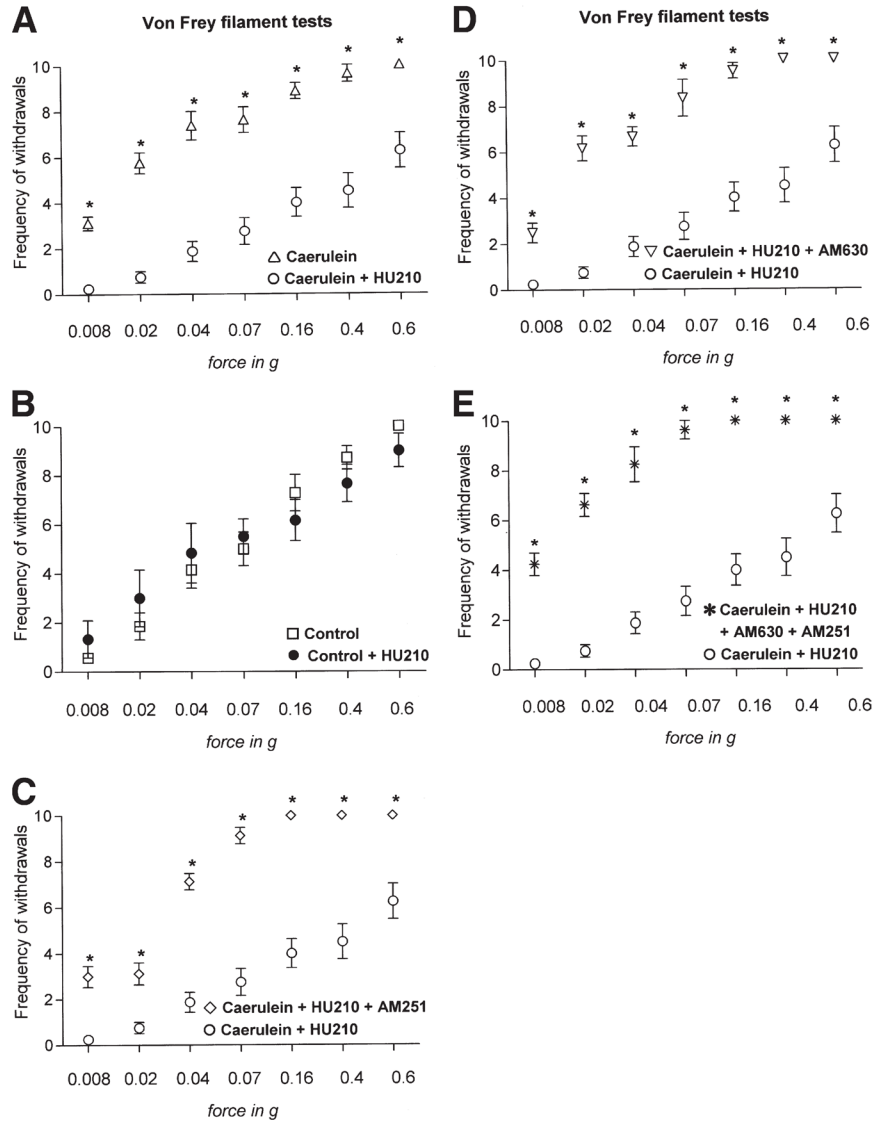 A
Von Frey filament tests
Frequency of withdrawals
10
8
6
4
2
0
* * * * * * *
Caerulein
Caerulein + HU210
0.008 0.02 0.04 0.07 0.16 0.4 0.6
force in g
B
Frequency of withdrawals
10
8
6
4
2
0
Control
Control + HU210
0.008 0.02 0.04 0.07 0.16 0.4 0.6
force in g
C
Frequency of withdrawals
10
8
6
4
2
0
* * * * * * *
Caerulein + HU210 + AM251
Caerulein + HU210
0.008 0.02 0.04 0.07 0.16 0.4 0.6
force in g
D
Von Frey filament tests
Frequency of withdrawals
10
8
6
4
2
0
* * * * * * *
Caerulein + HU210 + AM630
Caerulein + HU210
0.008 0.02 0.04 0.07 0.16 0.4 0.6
force in g
E
Frequency of withdrawals
10
8
6
4
2
0
* * * * * * *
Caerulein + HU210
+ AM630 + AM251
Caerulein + HU210
0.008 0.02 0.04 0.07 0.16 0.4 0.6
force in g